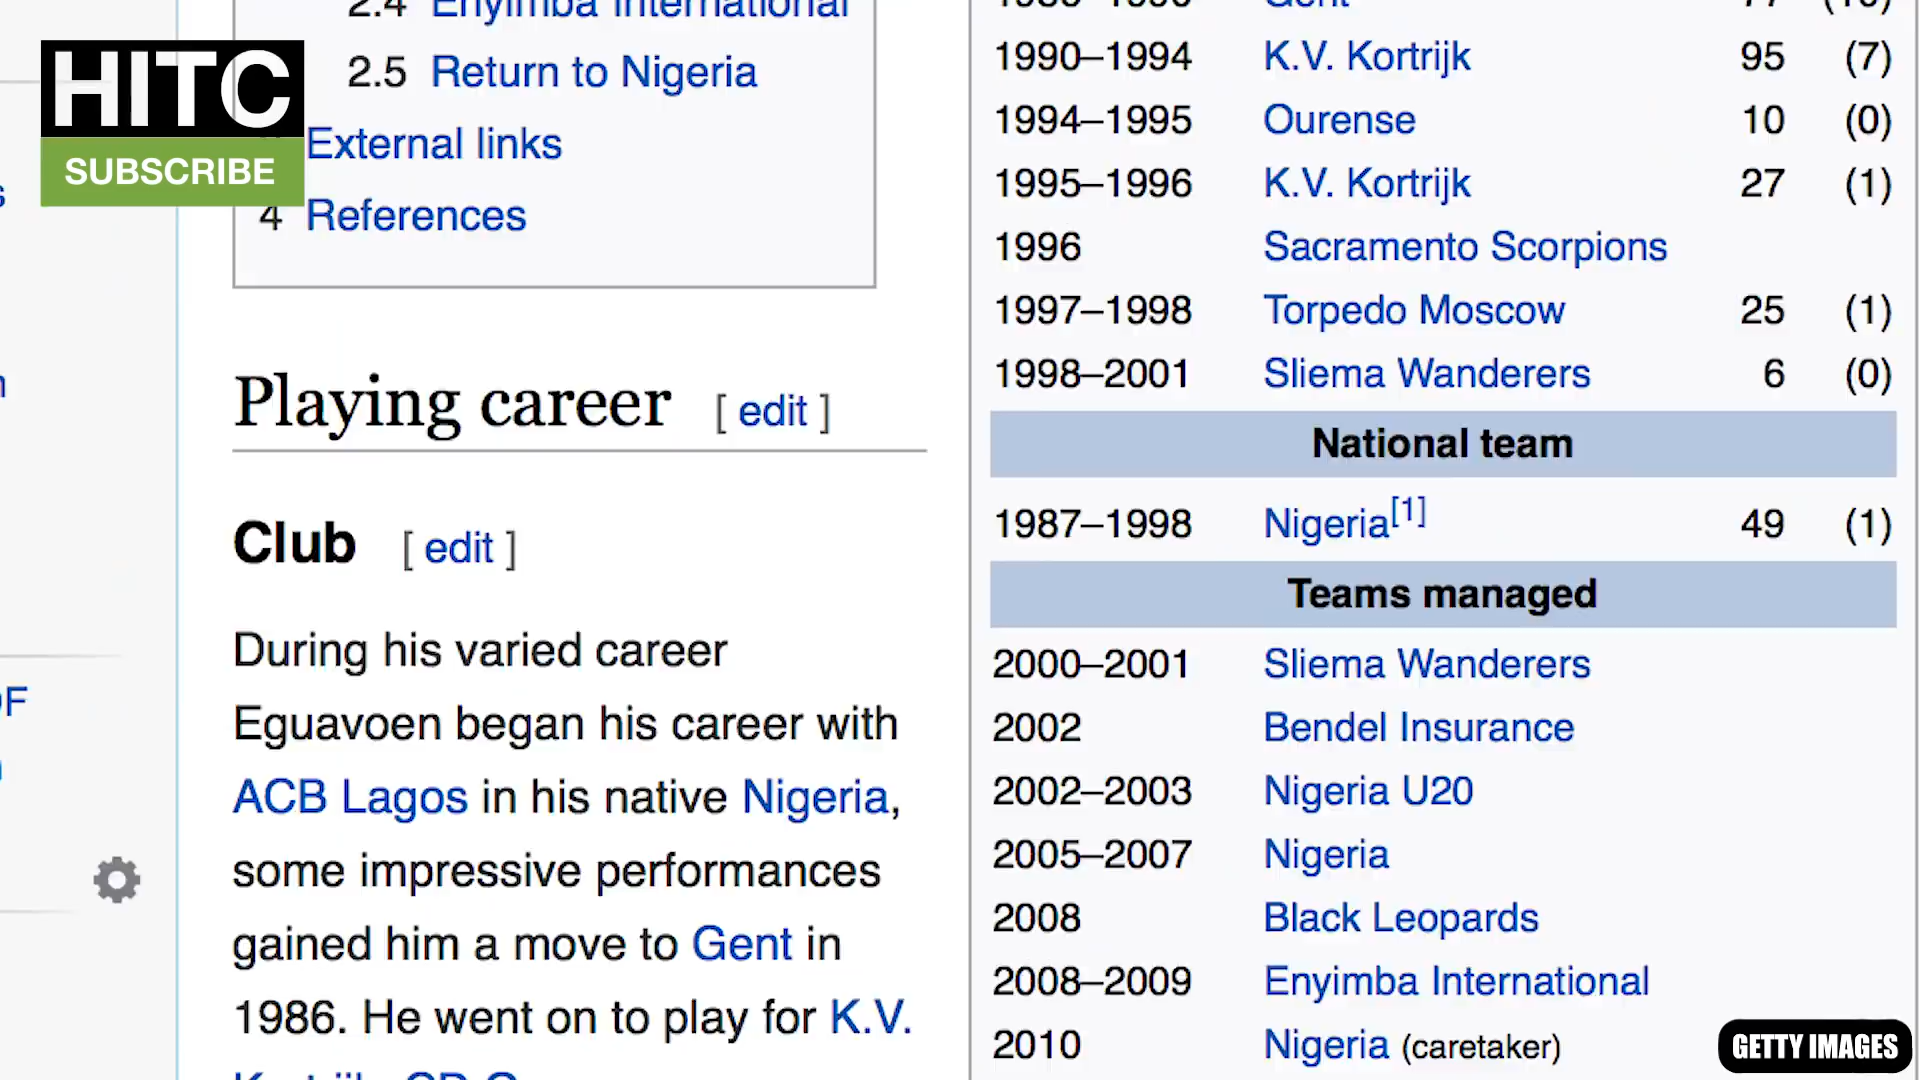 2.4 Enyimba International
2.5 Return to Nigeria
External links
4 References
HITC
SUBSCRIBE
Playing career [ edit ]
Club [ edit ]
During his varied career
Eguavoen began his career with
ACB Lagos in his native Nigeria,
some impressive performances
gained him a move to Gent in
1986. He went on to play for K.V.
Gent
1990–1994 K.V. Kortrijk 95 (7)
1994–1995 Ourense 10 (0)
1995–1996 K.V. Kortrijk 27 (1)
1996 Sacramento Scorpions
1997–1998 Torpedo Moscow 25 (1)
1998–2001 Sliema Wanderers 6 (0)
National team
1987–1998 Nigeria[1] 49 (1)
Teams managed
2000–2001 Sliema Wanderers
2002 Bendel Insurance
2002–2003 Nigeria U20
2005–2007 Nigeria
2008 Black Leopards
2008–2009 Enyimba International
2010 Nigeria (caretaker)
GETTY IMAGES